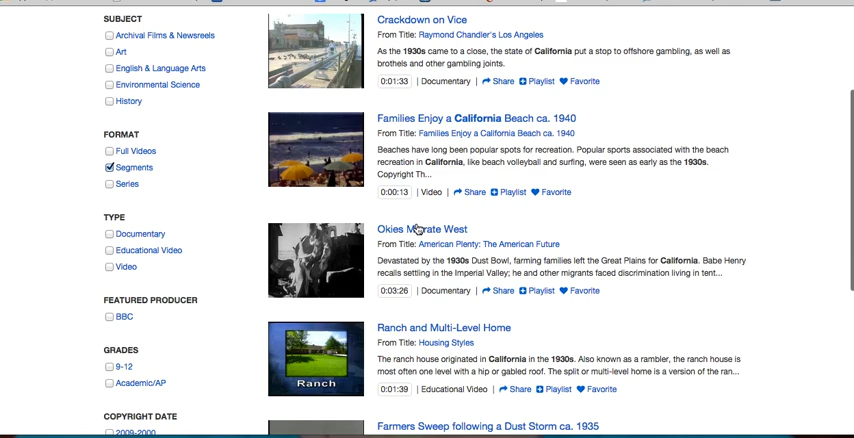 SUBJECT
Archival Films & Newsreels
Art
English & Language Arts
Environmental Science
History
FORMAT
Full Videos
Segments
Series
TYPE
Documentary
Educational Video
Video
FEATURED PRODUCER
BBC
GRADES
9-12
Academic/AP
COPYRIGHT DATE
2009-2000
Crackdown on Vice
From Title: Raymond Chandler's Los Angeles
As the 1930s came to a close, the state of California put a stop to offshore gambling, as well as
brothels and other gambling joints.
0:01:33 | Documentary | Share Playlist Favorite
Families Enjoy a California Beach ca. 1940
From Title: Families Enjoy a California Beach ca. 1940
Beaches have long been popular spots for recreation. Popular sports associated with the beach
recreation in California, like beach volleyball and surfing, were seen as early as the 1930s.
Copyright Th...
0:00:13 | Video | Share Playlist Favorite
Okies Migrate West
From Title: American Plenty: The American Future
Devastated by the 1930s Dust Bowl, farming families left the Great Plains for California. Babe Henry
recalls settling in the Imperial Valley; he and other migrants faced discrimination living in tent...
0:03:26 | Documentary | Share Playlist Favorite
Ranch
Ranch and Multi-Level Home
From Title: Housing Styles
The ranch house originated in California in the 1930s. Also known as a rambler, the ranch house is
most often one level with a hip or gabled roof. The split or multi-level home is a version of the ran...
0:01:39 | Educational Video | Share Playlist Favorite
Farmers Sweep following a Dust Storm ca. 1935